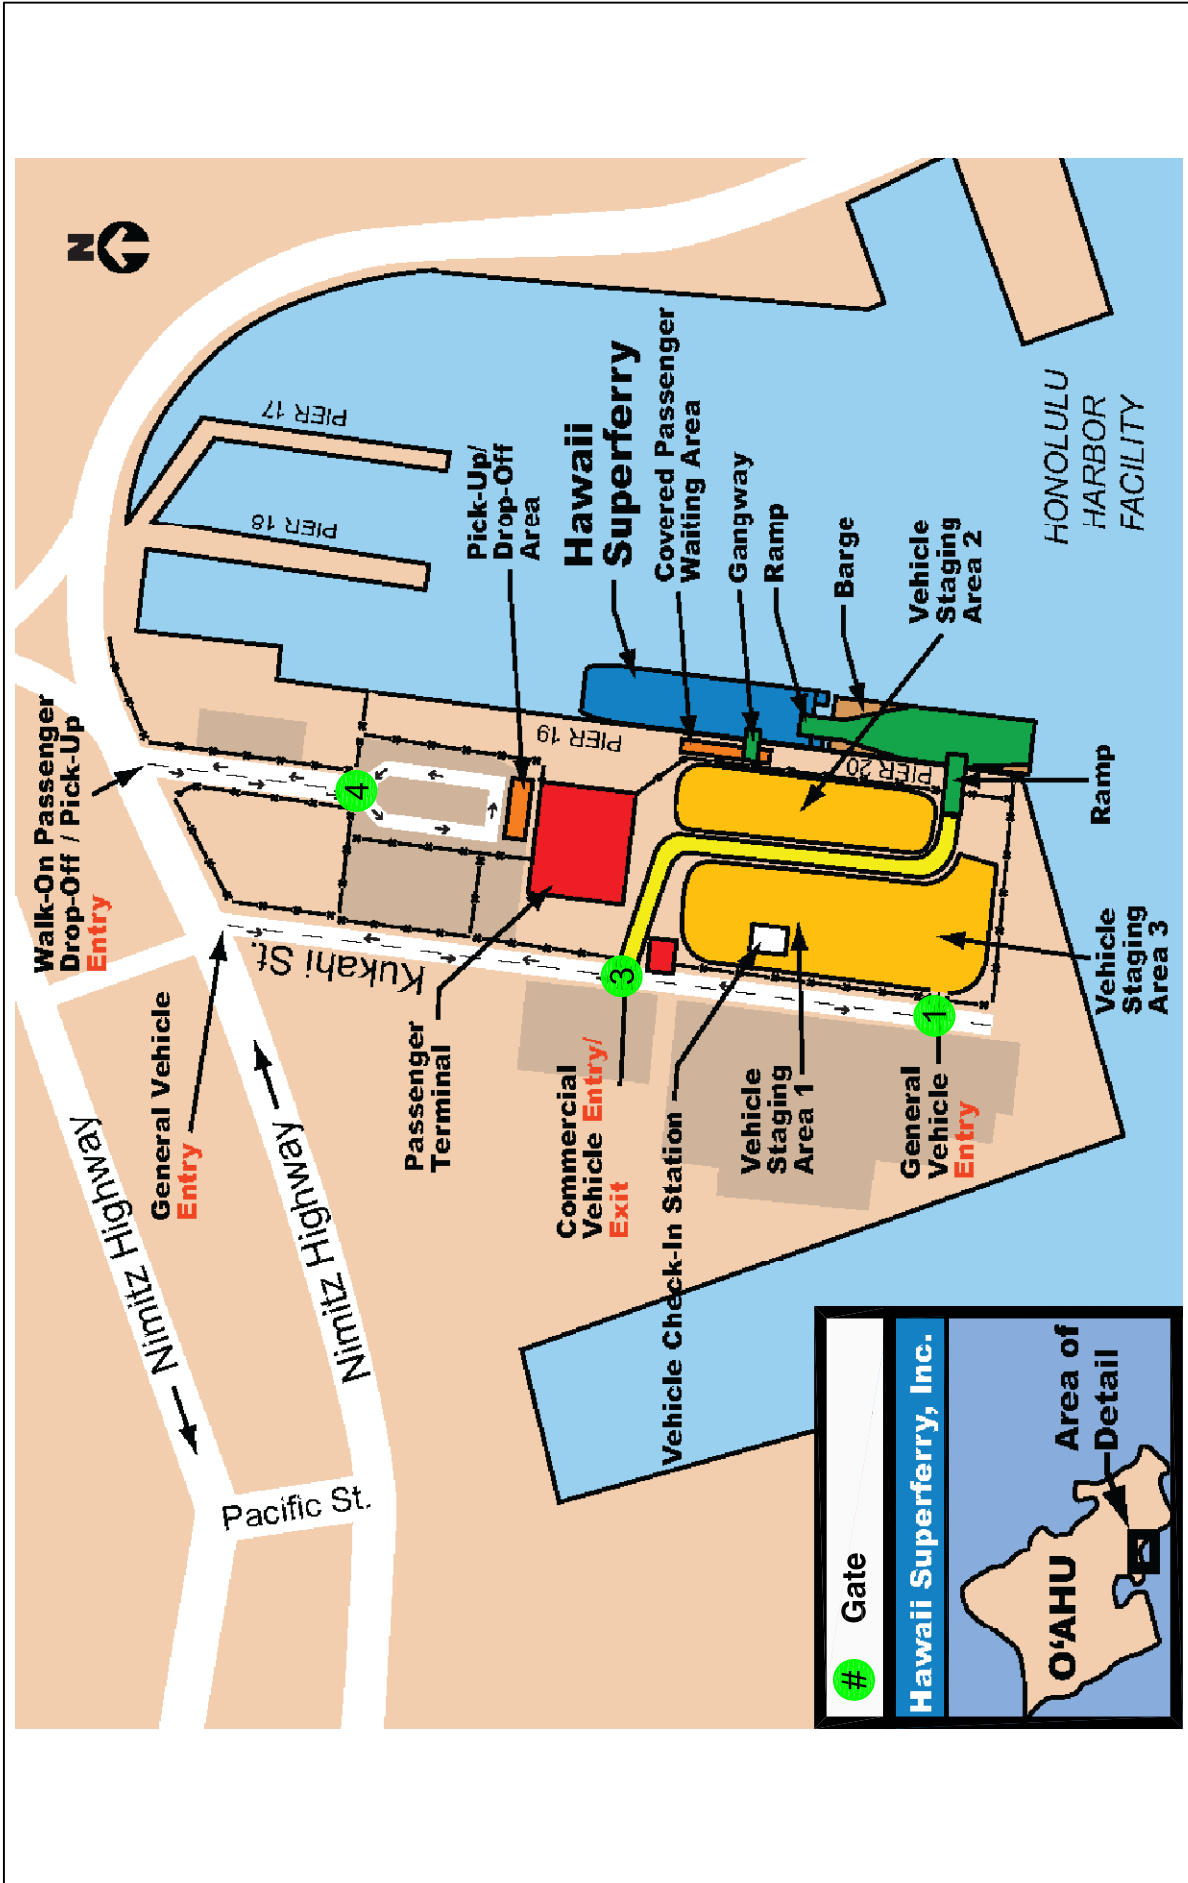 N
Walk-On Passenger
Drop-Off / Pick-Up
Entry
General Vehicle
Entry
Nimitz Highway
Nimitz Highway
Pacific St.
Kukahi St.
PIER 17
PIER 18
PIER 19
PIER 20
Pick-Up/
Drop-Off
Area
Hawaii
Superferry
Covered Passenger
Waiting Area
Gangway
Ramp
Barge
Vehicle
Staging
Area 2
Ramp
Vehicle
Staging
Area 3
HONOLULU
HARBOR
FACILITY
Passenger
Terminal
Commercial
Vehicle Entry/
Exit
Vehicle Check-In Station
Vehicle
Staging
Area 1
General
Vehicle
Entry
4
3
1
# Gate
Hawaii Superferry, Inc.
O‘AHU
Area of
Detail